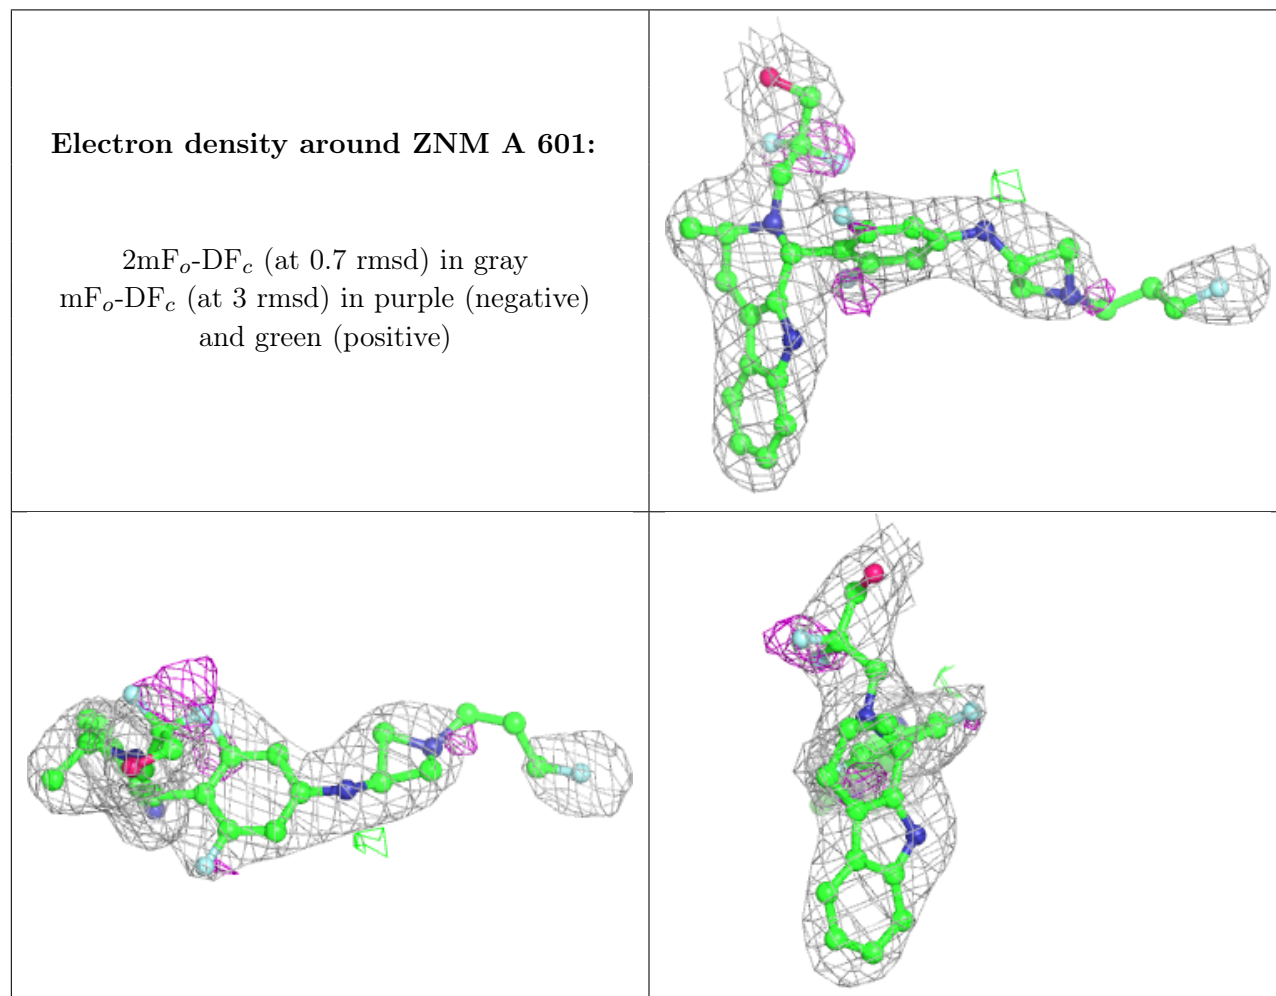 Electron density around ZNM A 601:
2mFₒ-DF𝒸 (at 0.7 rmsd) in gray
mFₒ-DF𝒸 (at 3 rmsd) in purple (negative)
and green (positive)